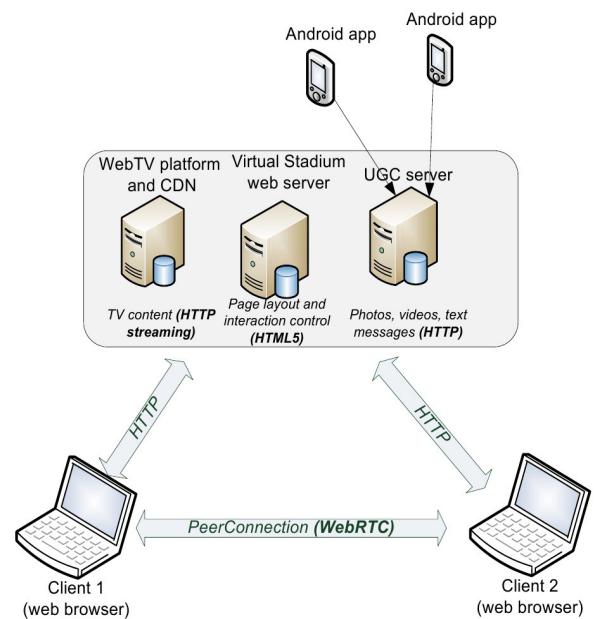 Android app
Android app
WebTV platform
and CDN
Virtual Stadium
web server
UGC server
TV content (HTTP
streaming)
Page layout and
interaction control
(HTML5)
Photos, videos, text
messages (HTTP)
HTTP
HTTP
PeerConnection (WebRTC)
Client 1
(web browser)
Client 2
(web browser)